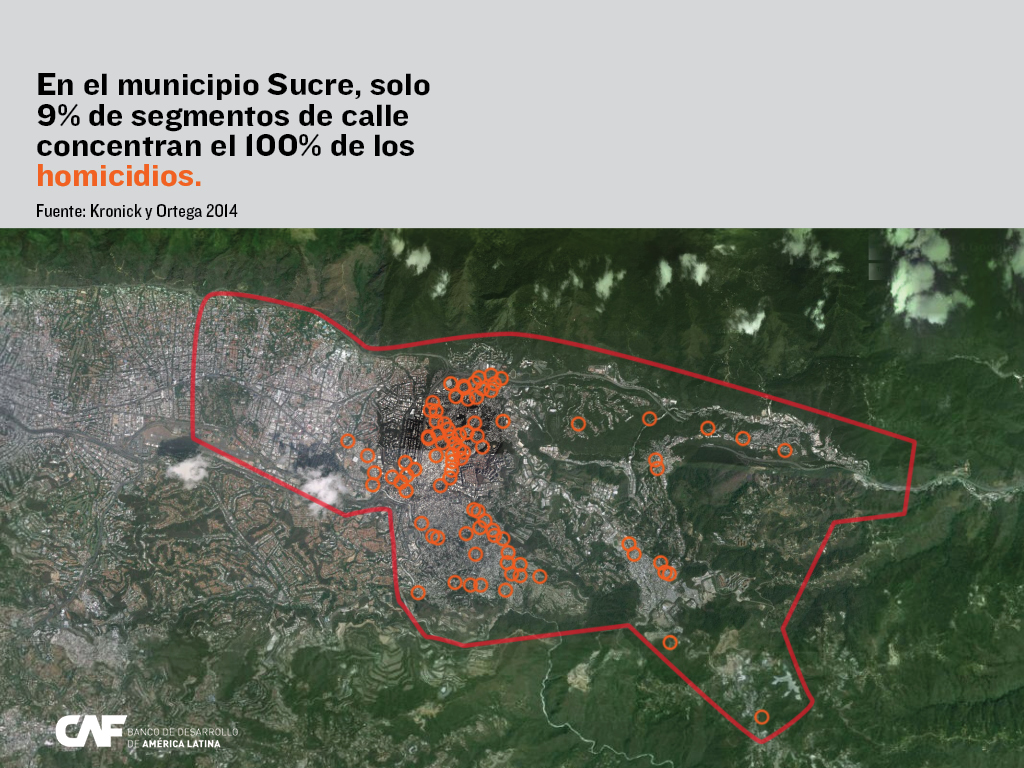 En el municipio Sucre, solo
9% de segmentos de calle
concentran el 100% de los
homicidios.
Fuente: Kronick y Ortega 2014
CAF
BANCO DE DESARROLLO
DE AMÉRICA LATINA